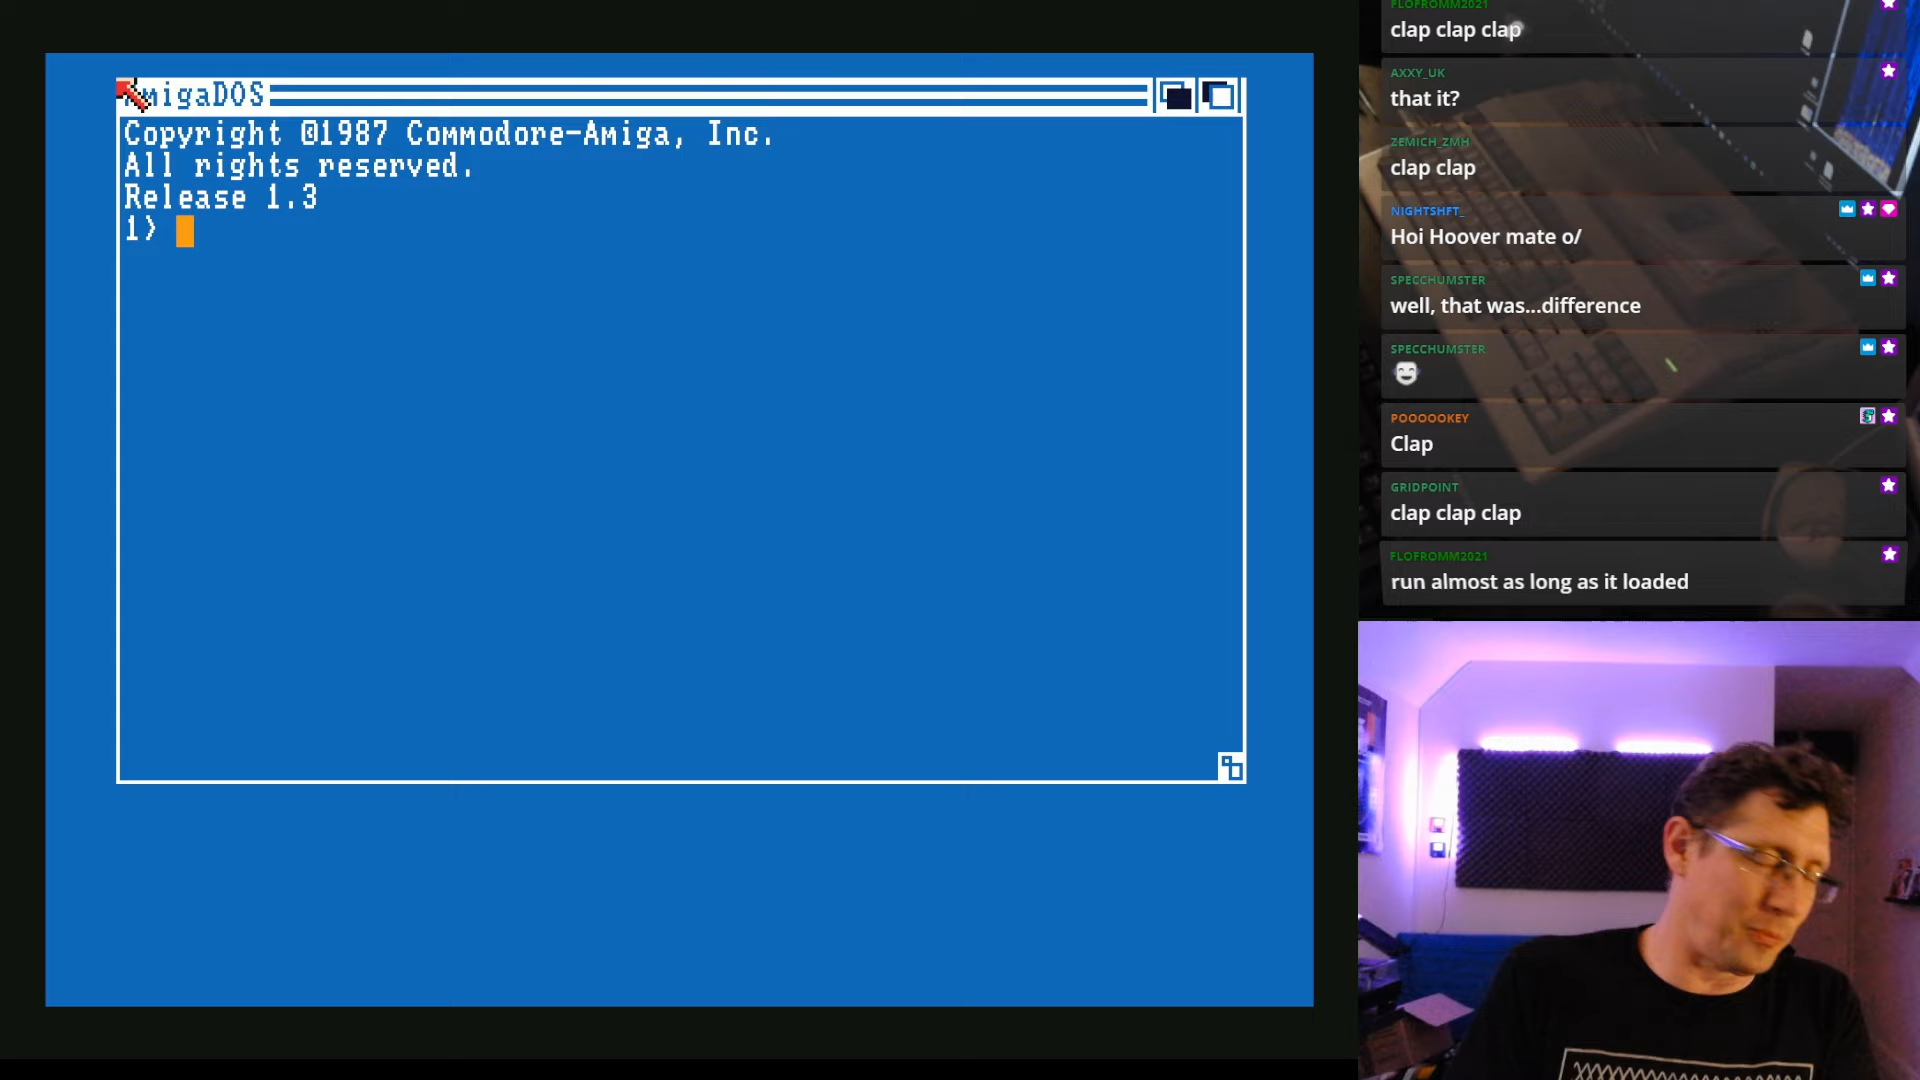 AmigaDOS
Copyright ©1987 Commodore-Amiga, Inc.
All rights reserved.
Release 1.3
1>
FLOFROMM2021
clap clap clap
AXXY_UK
that it?
ZEMICH_ZMH
clap clap
NIGHTSHFT_
Hoi Hoover mate o/
SPECCHUMSTER
well, that was...difference
SPECCHUMSTER
POOOOOKEY
Clap
GRIDPOINT
clap clap clap
FLOFROMM2021
run almost as long as it loaded